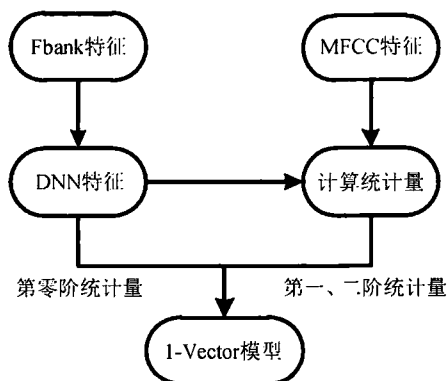 Fbank特征
MFCC特征
DNN特征
计算统计量
第零阶统计量
第一、二阶统计量
1-Vector模型